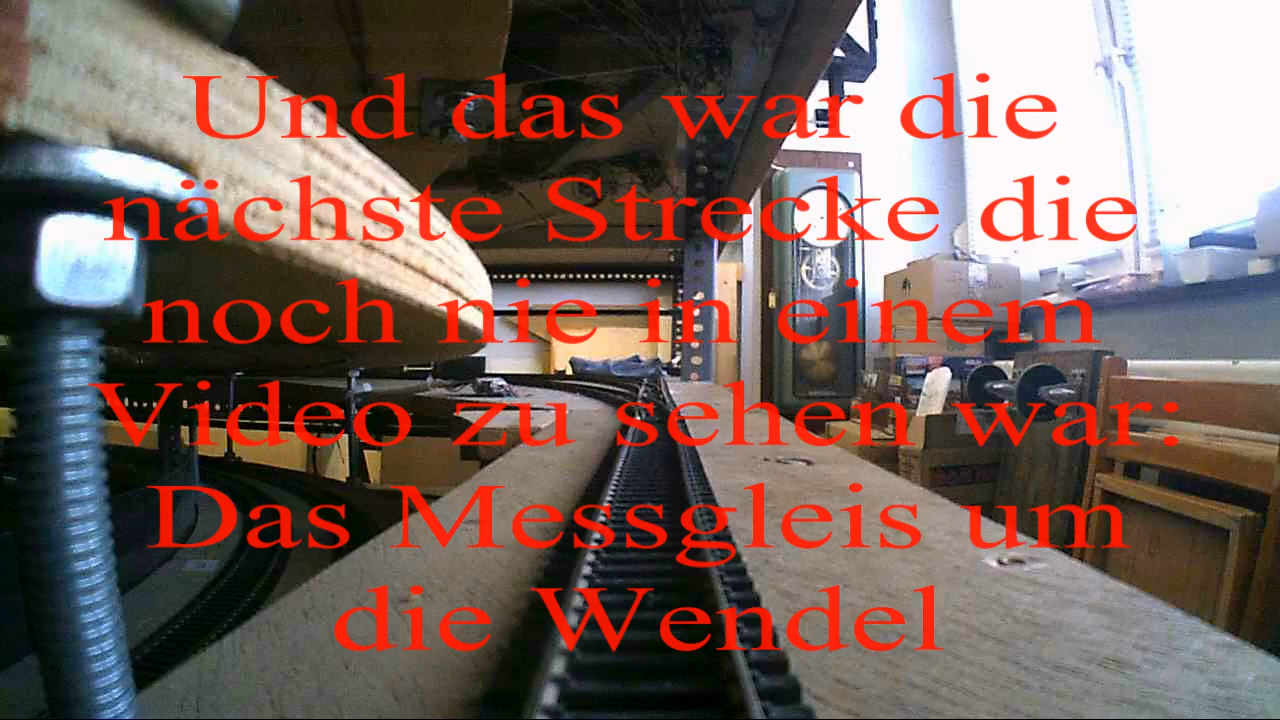 Und das war die
nächste Strecke die
noch nie in einem
Video zu sehen war:
Das Messgleis um
die Wendel